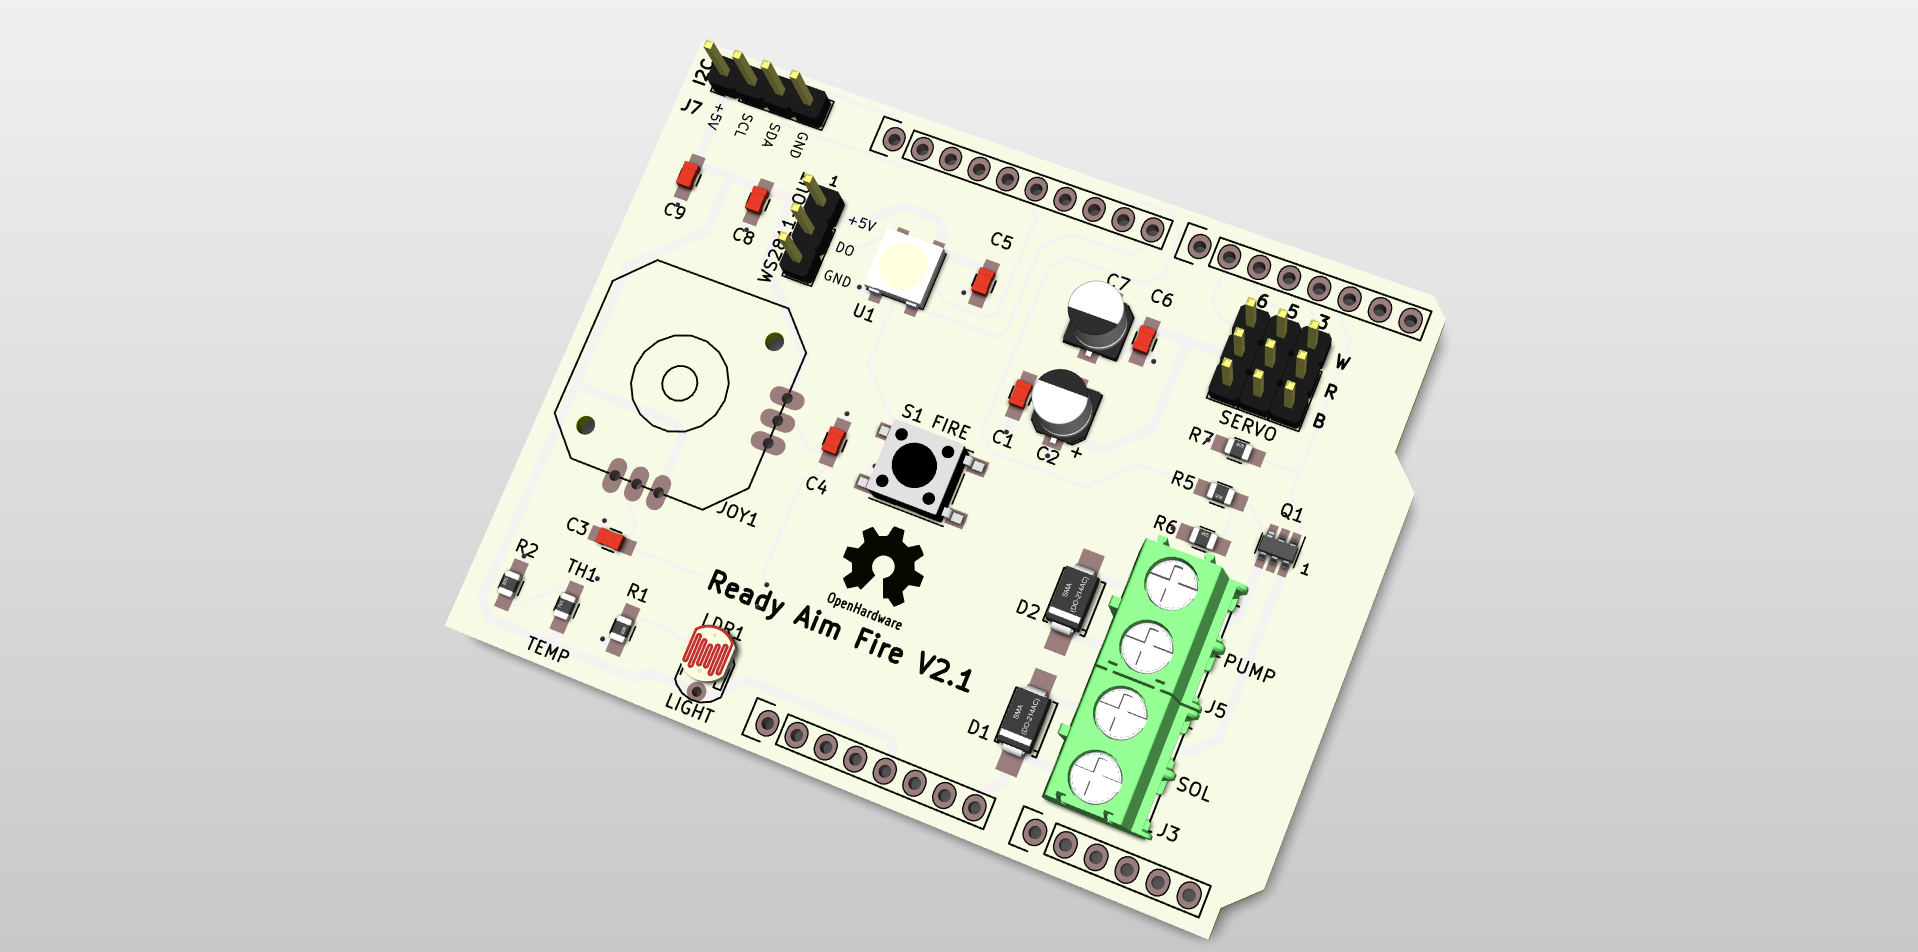 I2C
J7
+5V
SCL
SDA
GND
C9
C8
1
+5V
DO
GND
U1
C5
C7
C6
C1
C2
+
6
5
3
W
R
B
SERVO
R7
R5
R6
Q1
1
S1 FIRE
C4
JOY1
C3
R2
TH1
R1
TEMP
LDR1
LIGHT
OpenHardware
Ready Aim Fire V2.1
D2
SMA
(DO-214AC)
D1
SMA
(DO-214AC)
PUMP
J5
SOL
J3